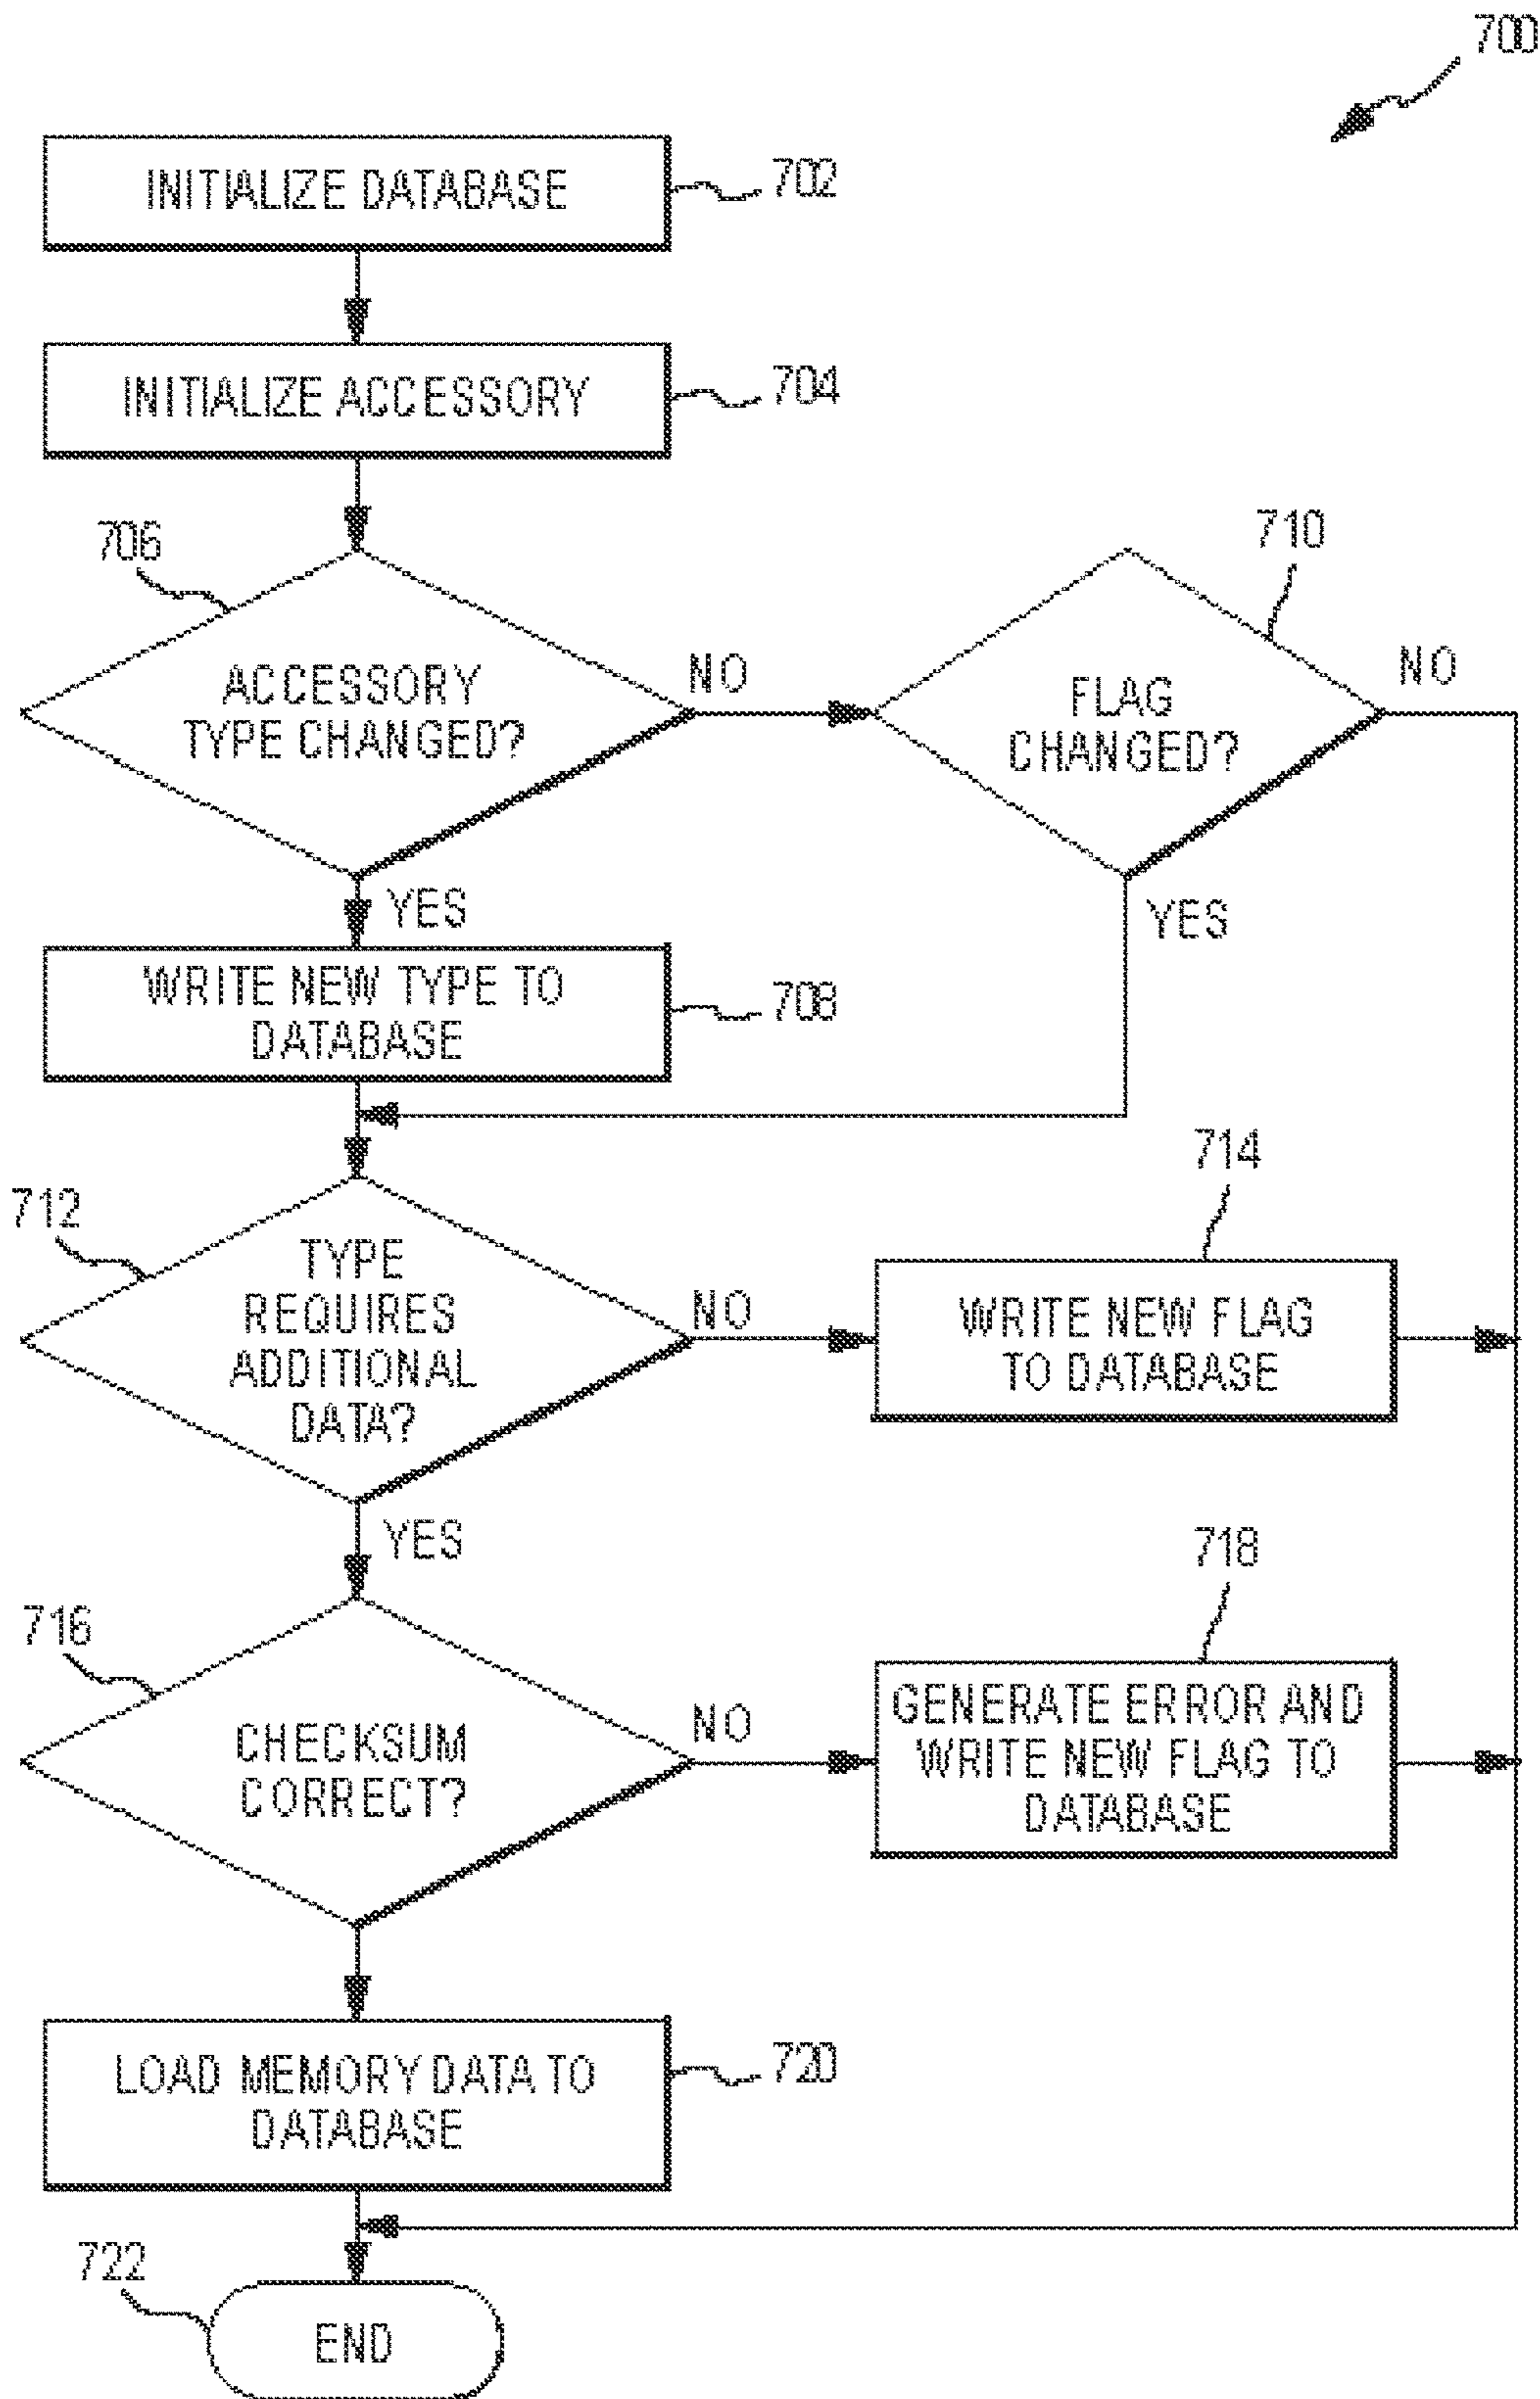 700
INITIALIZE DATABASE
702
INITIALIZE ACCESSORY
704
706
ACCESSORY
TYPE CHANGED?
NO
710
FLAG
CHANGED?
NO
YES
YES
WRITE NEW TYPE TO
DATABASE
708
712
TYPE
REQUIRES
ADDITIONAL
DATA?
NO
714
WRITE NEW FLAG
TO DATABASE
YES
716
CHECKSUM
CORRECT?
NO
718
GENERATE ERROR AND
WRITE NEW FLAG TO
DATABASE
LOAD MEMORY DATA TO
DATABASE
720
722
END